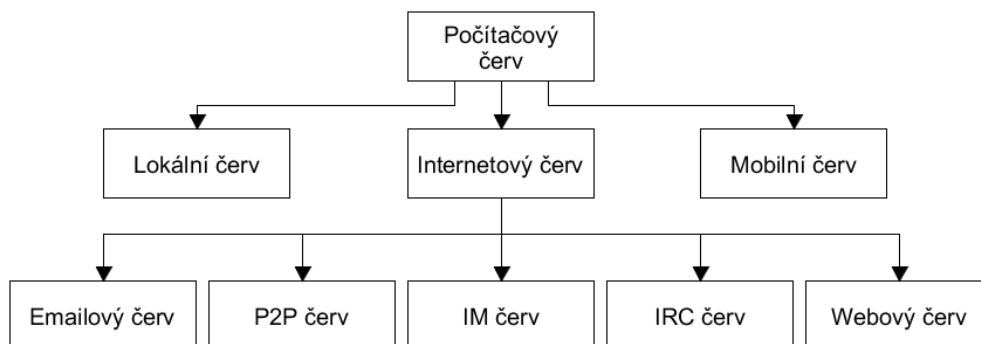 Počítačový
červ
Lokální červ
Internetový červ
Mobilní červ
Emailový červ
P2P červ
IM červ
IRC červ
Webový červ